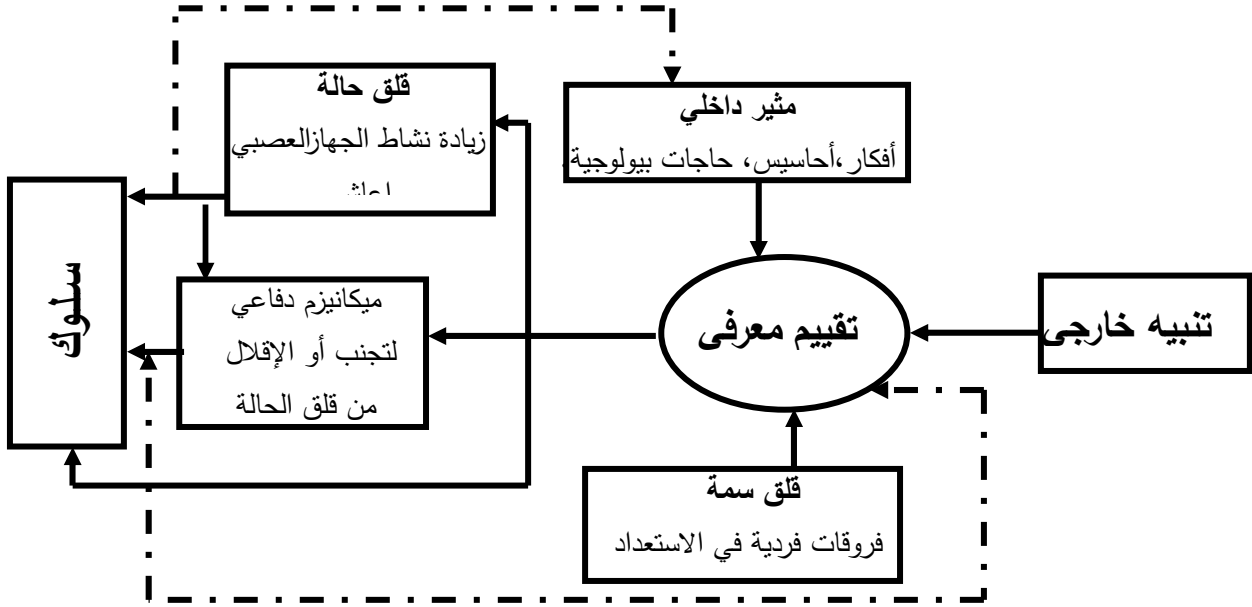 قلق حالة
زيادة نشاط الجهازالعصبي
مثير داخلي
أفكار ،أحاسيس، حاجات بيولوجية.
سلوك
ميكانيزم دفاعي
لتجنب أو الإقلال
من قلق الحالة
تقييم معرفى
تنبيه خارجى
قلق سمة
فروقات فردية في الاستعداد